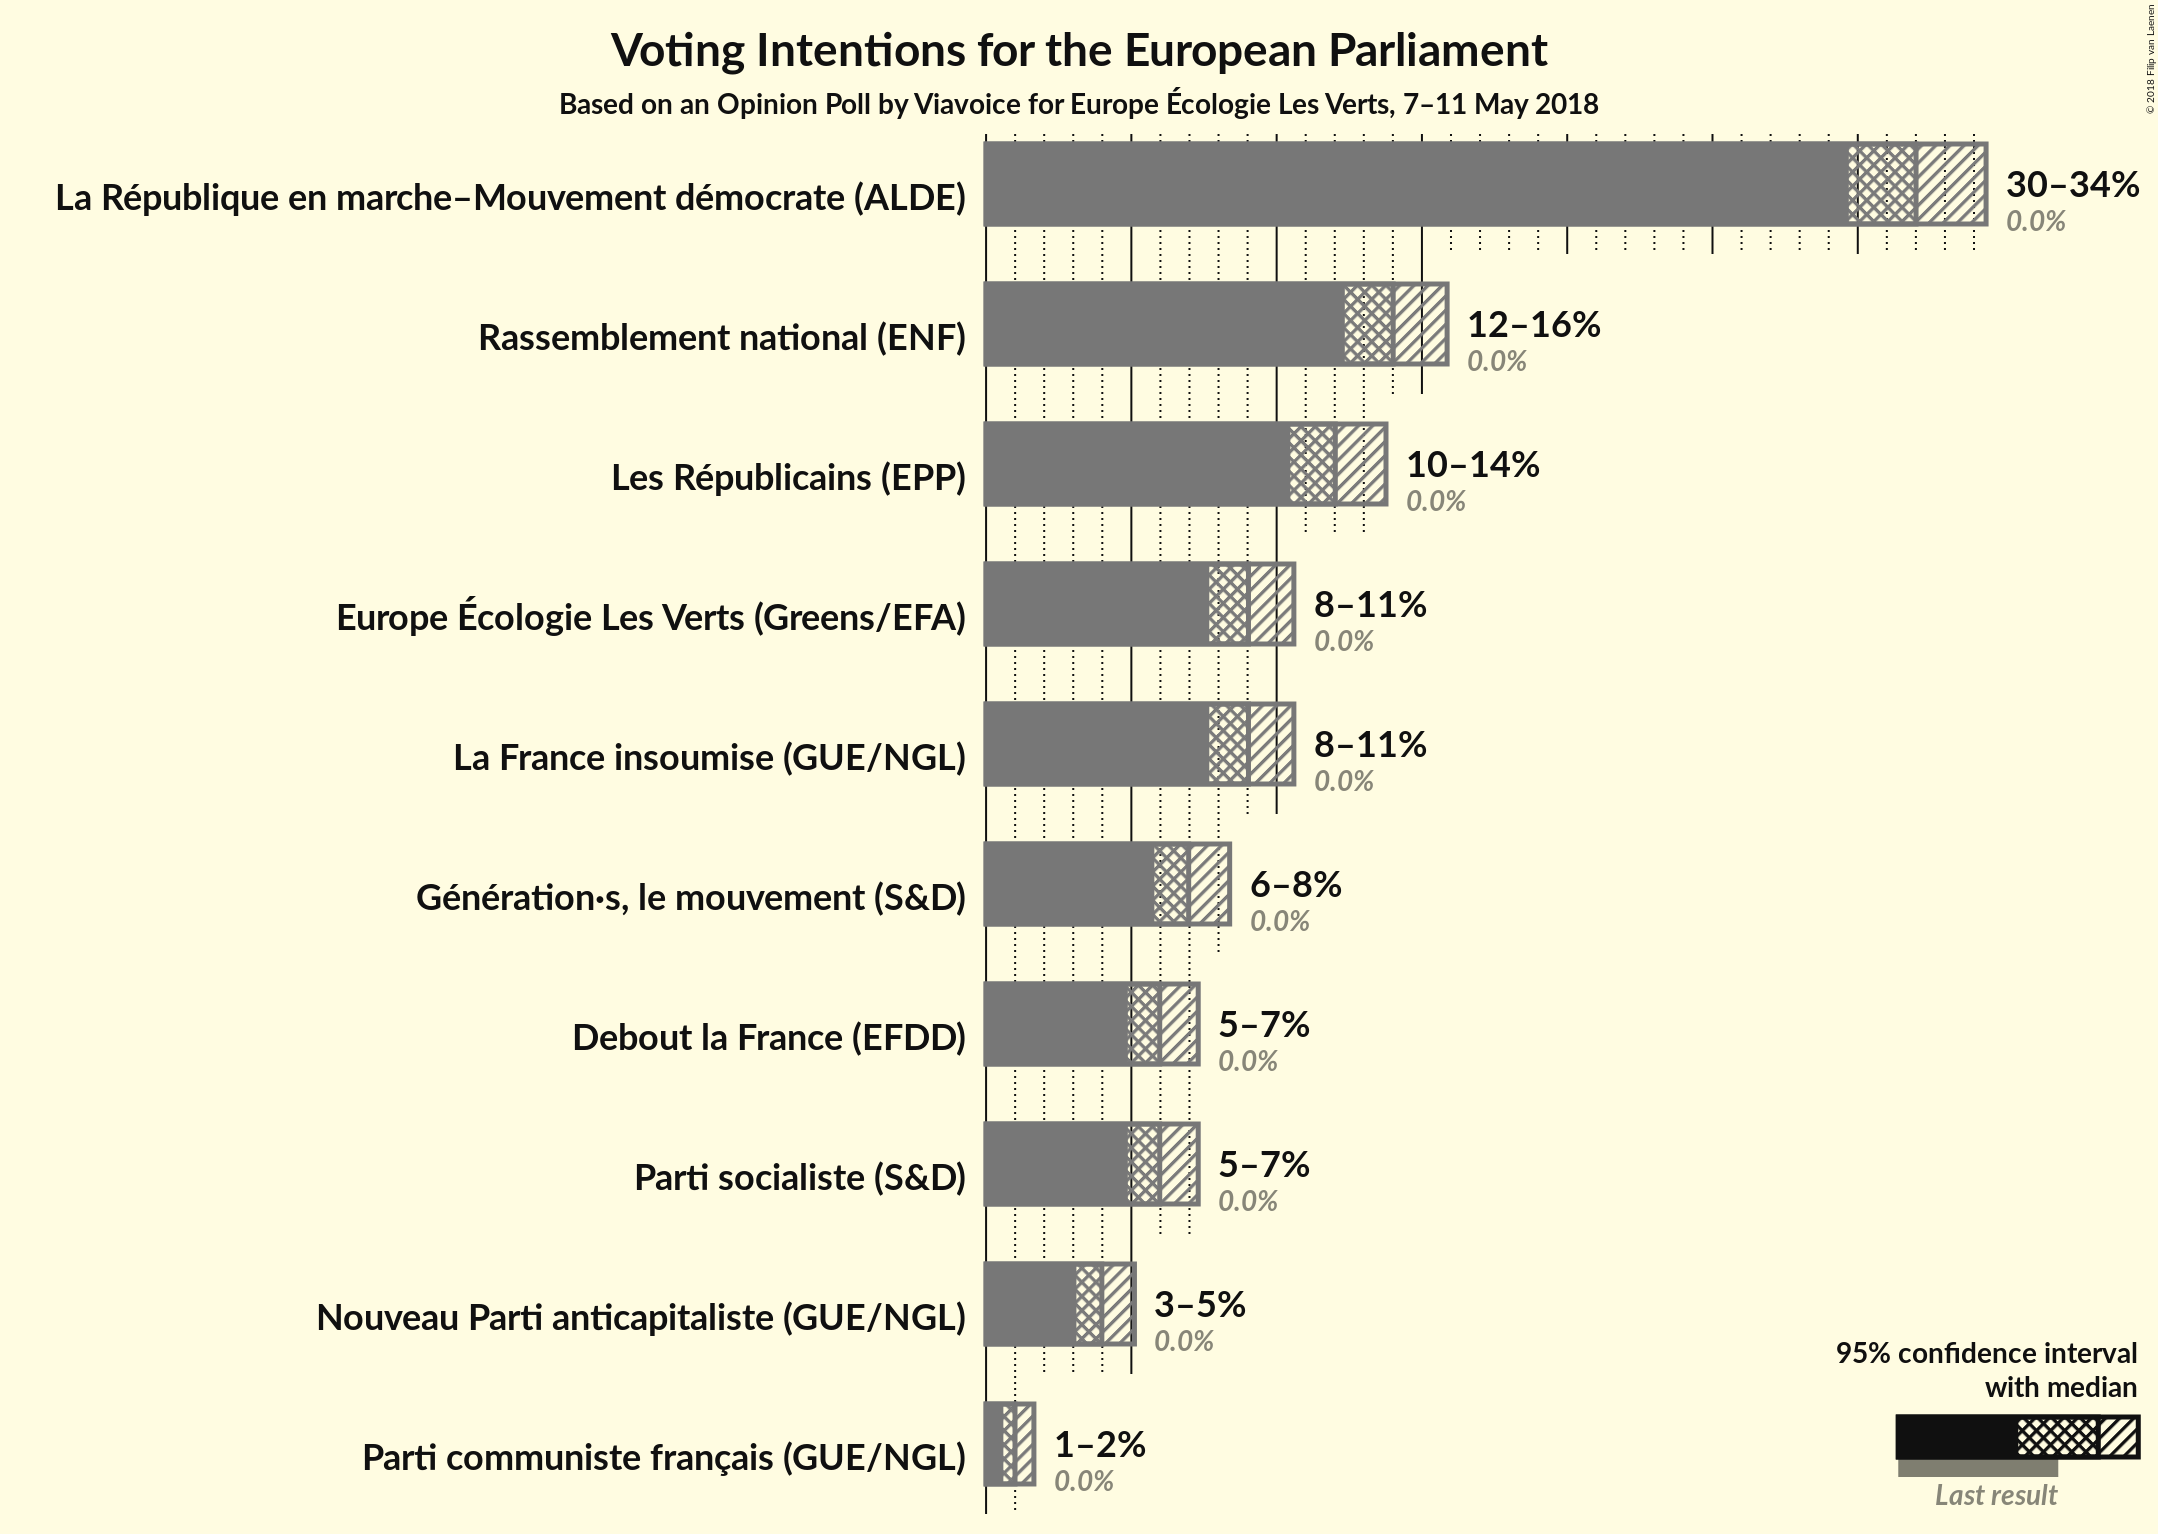 Voting Intentions for the European Parliament
Based on an Opinion Poll by Viavoice for Europe Écologie Les Verts, 7–11 May 2018
© 2018 Filip van Laenen
La République en marche–Mouvement démocrate (ALDE)
30–34%
0.0%
Rassemblement national (ENF)
12–16%
0.0%
Les Républicains (EPP)
10–14%
0.0%
Europe Écologie Les Verts (Greens/EFA)
8–11%
0.0%
La France insoumise (GUE/NGL)
8–11%
0.0%
Génération·s, le mouvement (S&D)
6–8%
0.0%
Debout la France (EFDD)
5–7%
0.0%
Parti socialiste (S&D)
5–7%
0.0%
Nouveau Parti anticapitaliste (GUE/NGL)
3–5%
0.0%
Parti communiste français (GUE/NGL)
1–2%
0.0%
95% confidence interval
with median
Last result